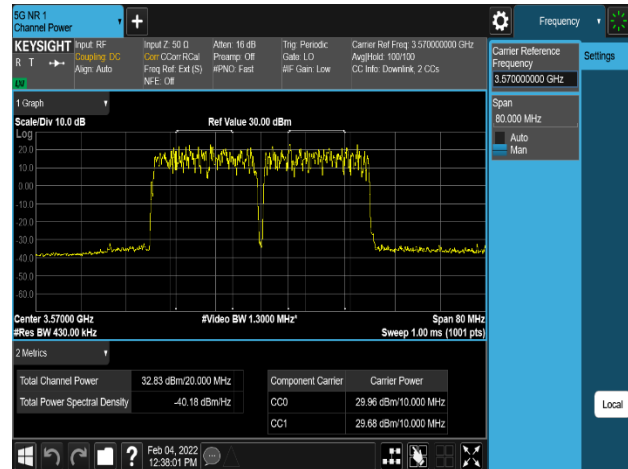 5G NR 1
Channel Power
Frequency
KEYSIGHT
R T
LXI
Input: RF
Coupling: DC
Align: Auto
Input Z: 50 Ω
Corr CCorr RCal
Freq Ref: Ext (S)
NFE: Off
Atten: 16 dB
Preamp: Off
#PNO: Fast
Trig: Periodic
Gate: LO
#IF Gain: Low
Carrier Ref Freq: 3.570000000 GHz
Avg|Hold: 100/100
CC Info: Downlink, 2 CCs
Carrier Reference
Frequency
3.570000000 GHz
Settings
Span
80.000 MHz
Auto
Man
1 Graph
Scale/Div 10.0 dB
Ref Value 30.00 dBm
Log
20.0
10.0
0.00
-10.0
-20.0
-30.0
-40.0
-50.0
-60.0
Center 3.57000 GHz
#Video BW 1.3000 MHz*
Span 80 MHz
#Res BW 430.00 kHz
Sweep 1.00 ms (1001 pts)
2 Metrics
Total Channel Power 32.83 dBm/20.000 MHz
Total Power Spectral Density -40.18 dBm/Hz
Component Carrier Carrier Power
CC0 29.96 dBm/10.000 MHz
CC1 29.68 dBm/10.000 MHz
Local
?
Feb 04, 2022
12:38:01 PM